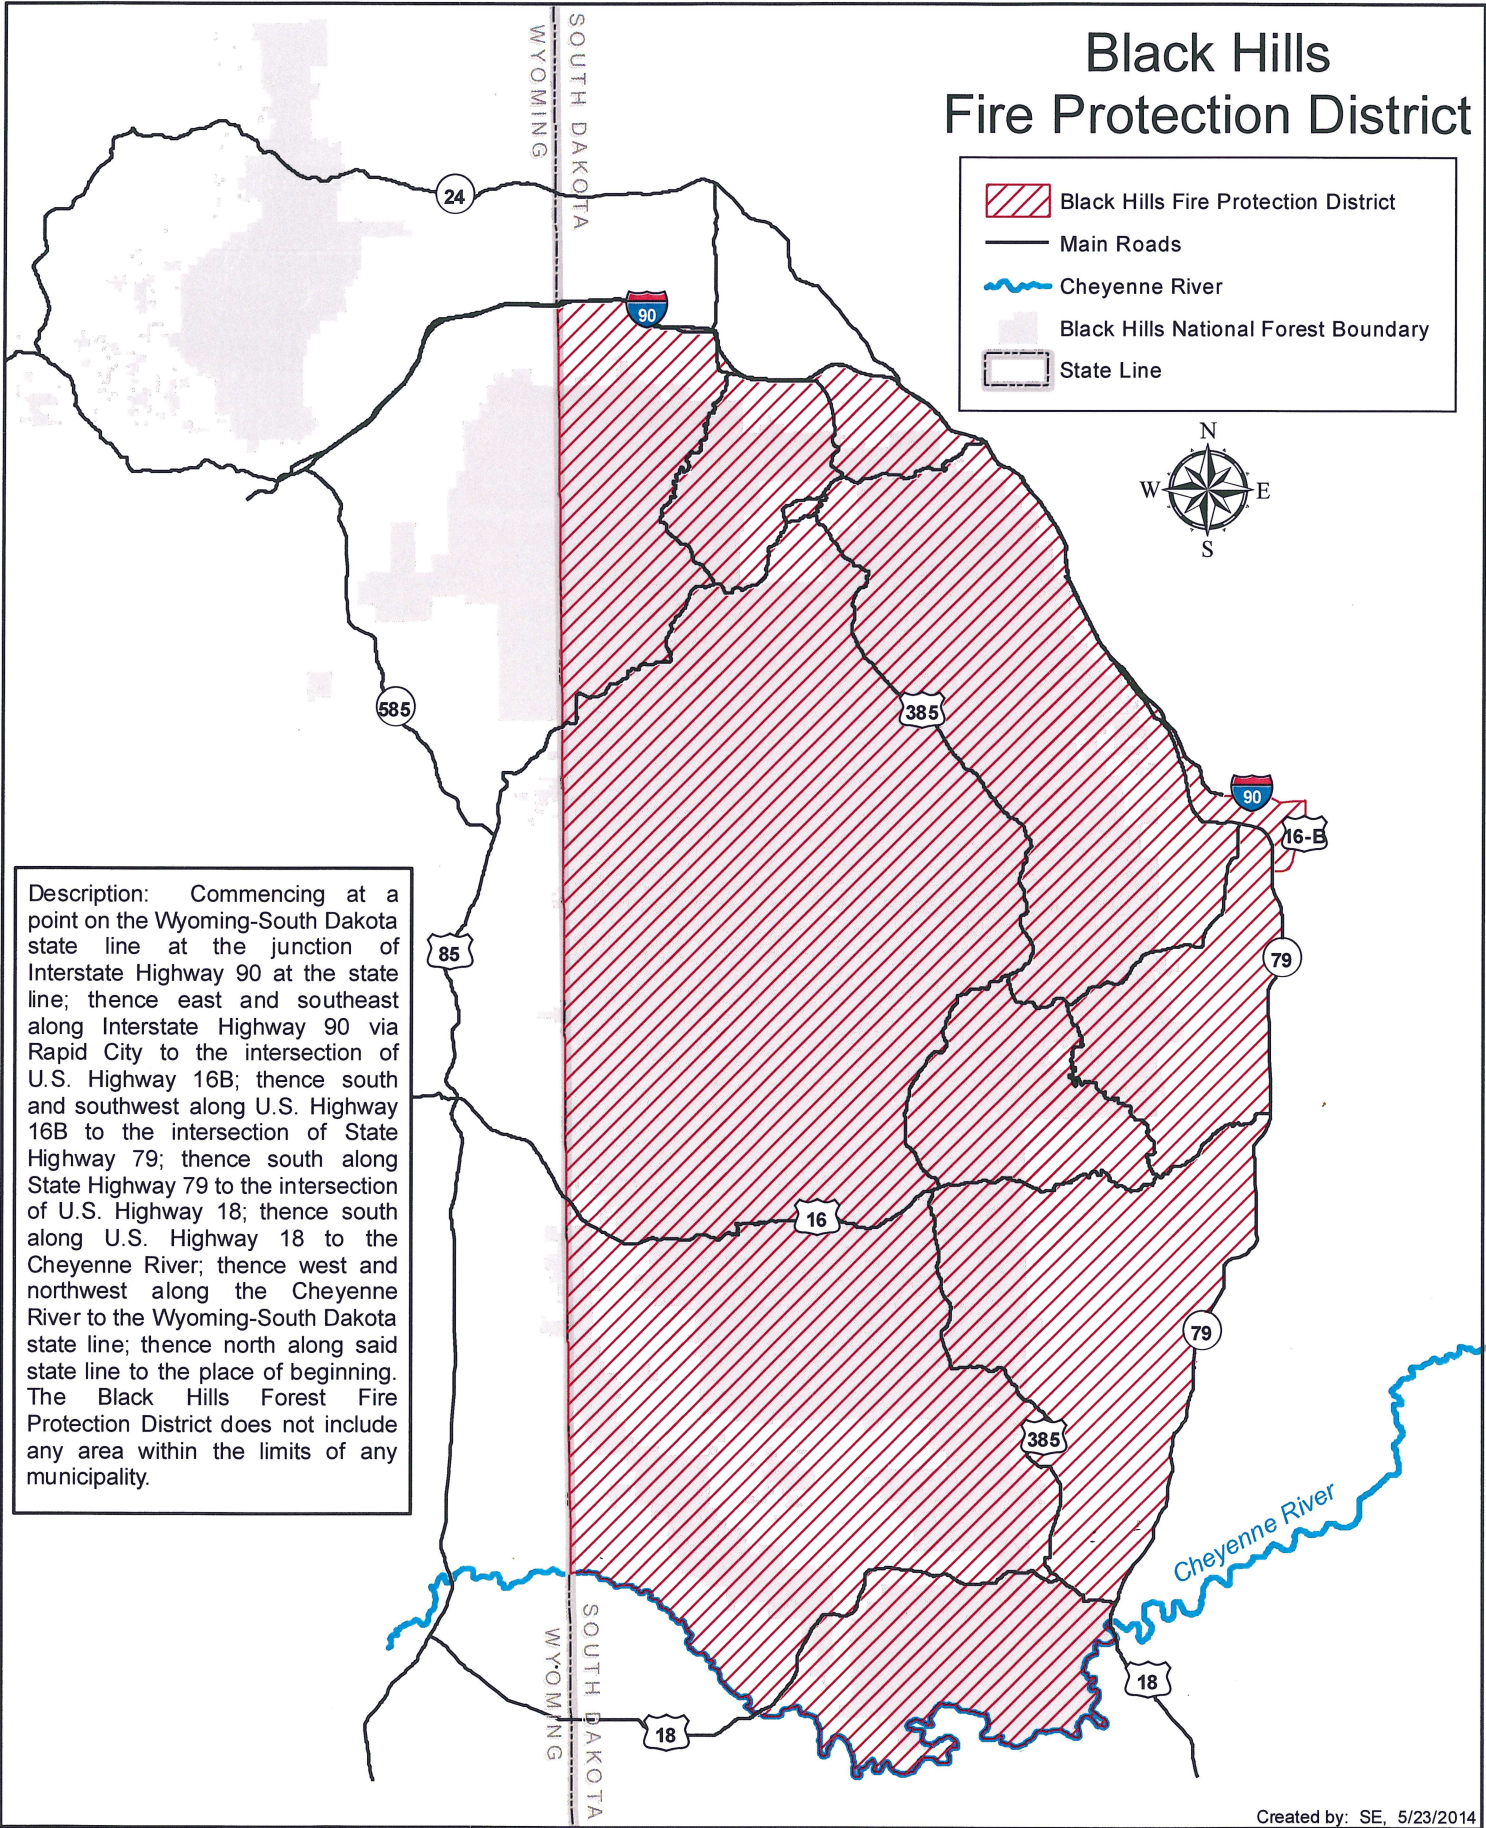 Black Hills
Fire Protection District
Black Hills Fire Protection District
Main Roads
Cheyenne River
Black Hills National Forest Boundary
State Line
N
W
E
S
SOUTH DAKOTA
WYOMING
24
90
585
385
90
16-B
85
79
16
79
385
Description: Commencing at a
point on the Wyoming-South Dakota
state line at the junction of
Interstate Highway 90 at the state
line; thence east and southeast
along Interstate Highway 90 via
Rapid City to the intersection of
U.S. Highway 16B; thence south
and southwest along U.S. Highway
16B to the intersection of State
Highway 79; thence south along
State Highway 79 to the intersection
of U.S. Highway 18; thence south
along U.S. Highway 18 to the
Cheyenne River; thence west and
northwest along the Cheyenne
River to the Wyoming-South Dakota
state line; thence north along said
state line to the place of beginning.
The Black Hills Forest Fire
Protection District does not include
any area within the limits of any
municipality.
Cheyenne River
SOUTH DAKOTA
WYOMING
18
18
Created by: SE, 5/23/2014